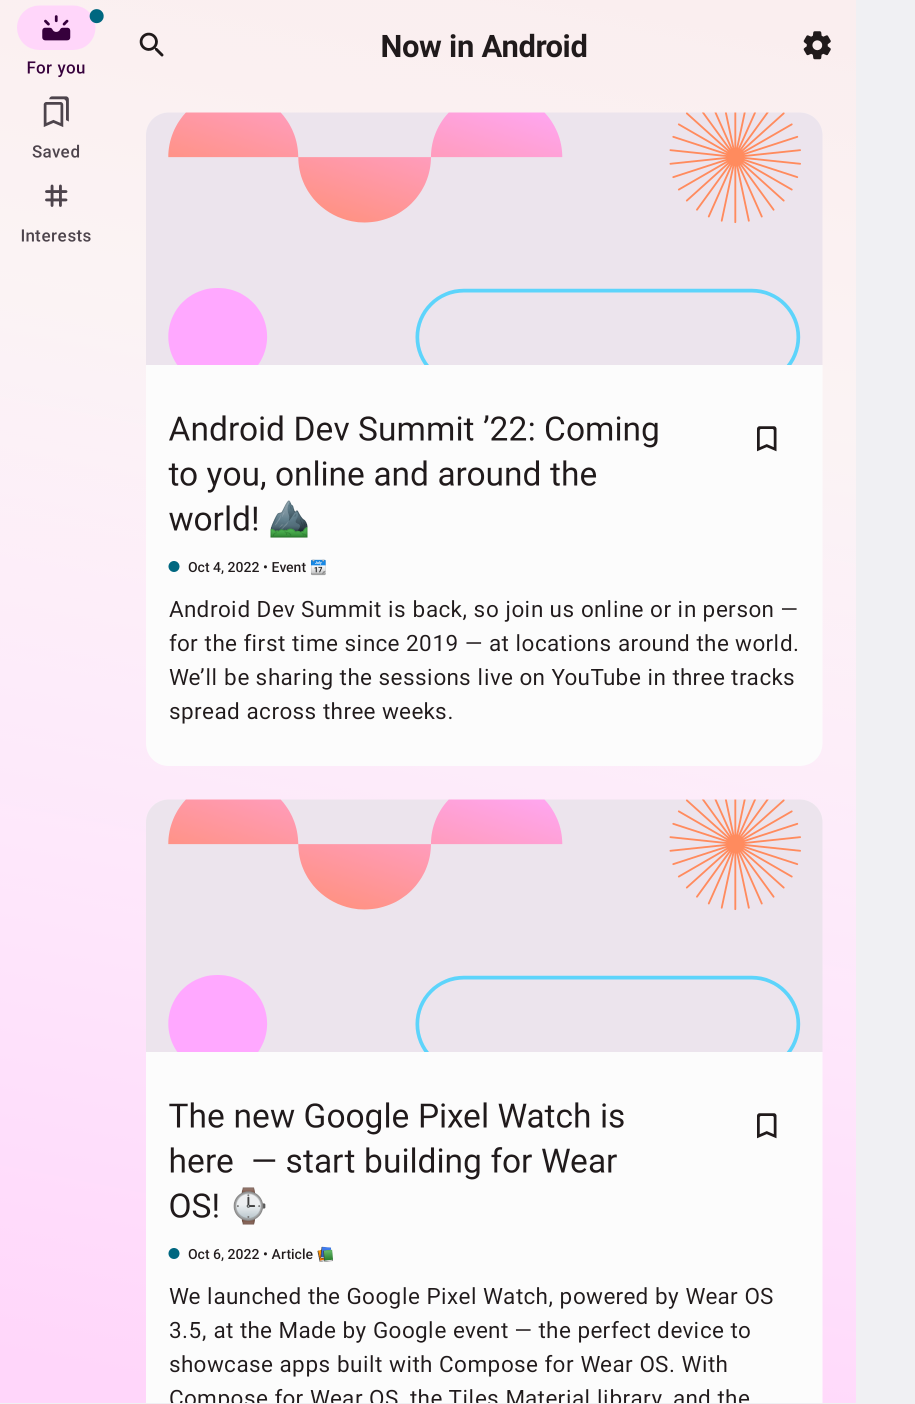 For you
Saved
Interests
Now in Android
Android Dev Summit ’22: Coming
to you, online and around the
world! ⛰️
Oct 4, 2022 • Event 📆
Android Dev Summit is back, so join us online or in person —
for the first time since 2019 — at locations around the world.
We’ll be sharing the sessions live on YouTube in three tracks
spread across three weeks.
The new Google Pixel Watch is
here  — start building for Wear
OS! ⌚
Oct 6, 2022 • Article 📚
We launched the Google Pixel Watch, powered by Wear OS
3.5, at the Made by Google event — the perfect device to
showcase apps built with Compose for Wear OS. With
Compose for Wear OS, the Tiles Material library, and the